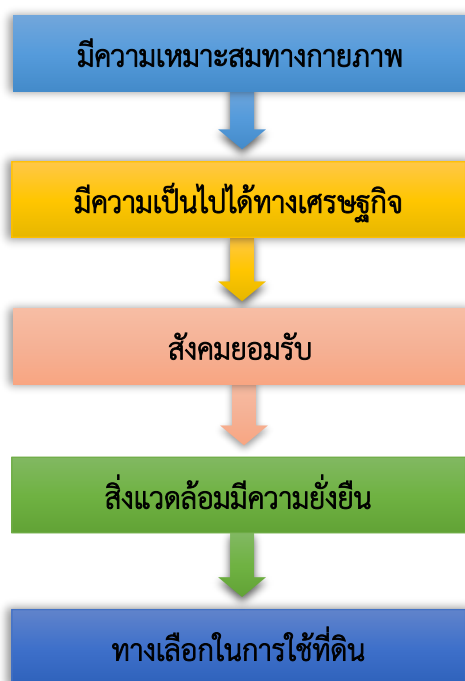 มีความเหมาะสมทางกายภาพ
มีความเป็นไปได้ทางเศรษฐกิจ
สังคมยอมรับ
สิ่งแวดล้อมมีความยั่งยืน
ทางเลือกในการใช้ที่ดิน